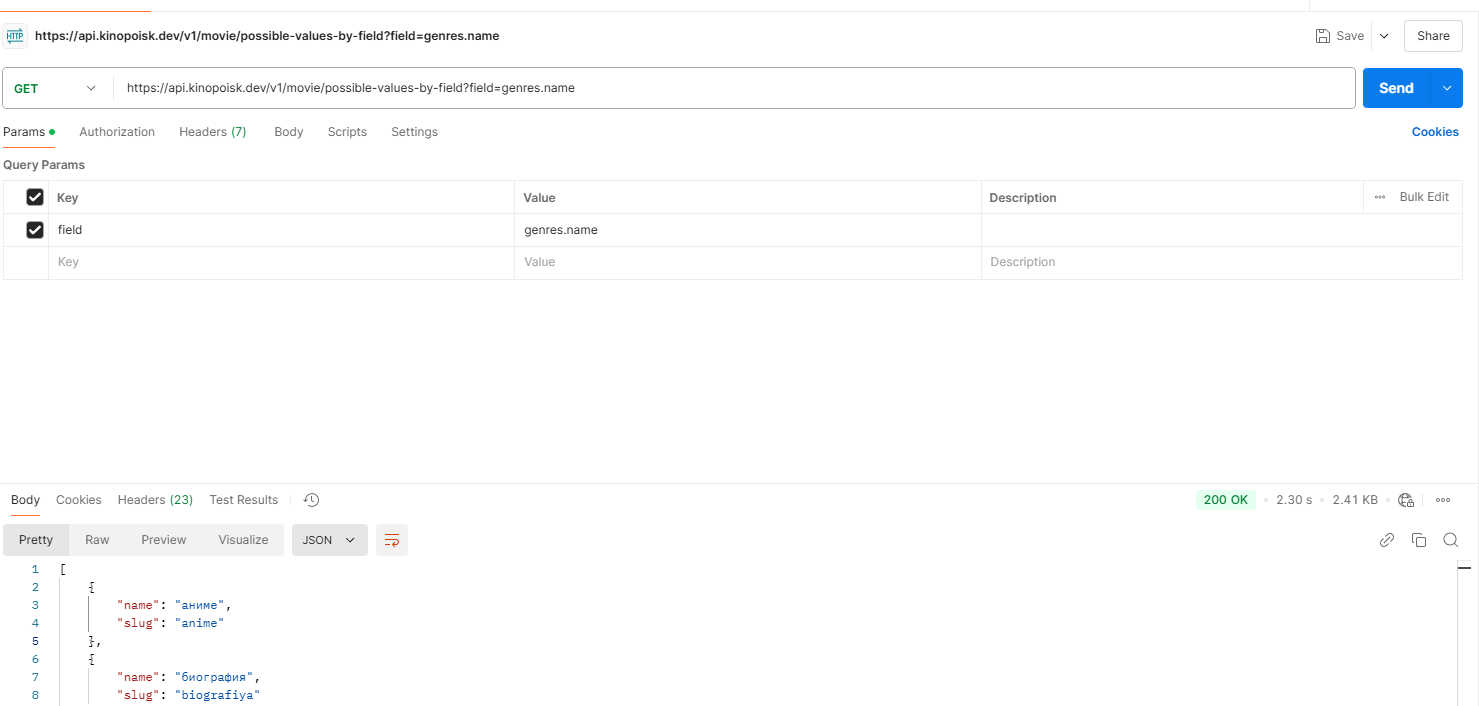 HTTP https://api.kinopoisk.dev/v1/movie/possible-values-by-field?field=genres.name Save Share
GET https://api.kinopoisk.dev/v1/movie/possible-values-by-field?field=genres.name Send
Params Authorization Headers (7) Body Scripts Settings Cookies
Query Params
Key Value Description Bulk Edit
field genres.name
Key Value Description
Body Cookies Headers (23) Test Results 200 OK 2.30 s 2.41 KB
Pretty Raw Preview Visualize JSON
1 [
2 {
3 "name": "аниме",
4 "slug": "anime"
5 },
6 {
7 "name": "биография",
8 "slug": "biografiya"